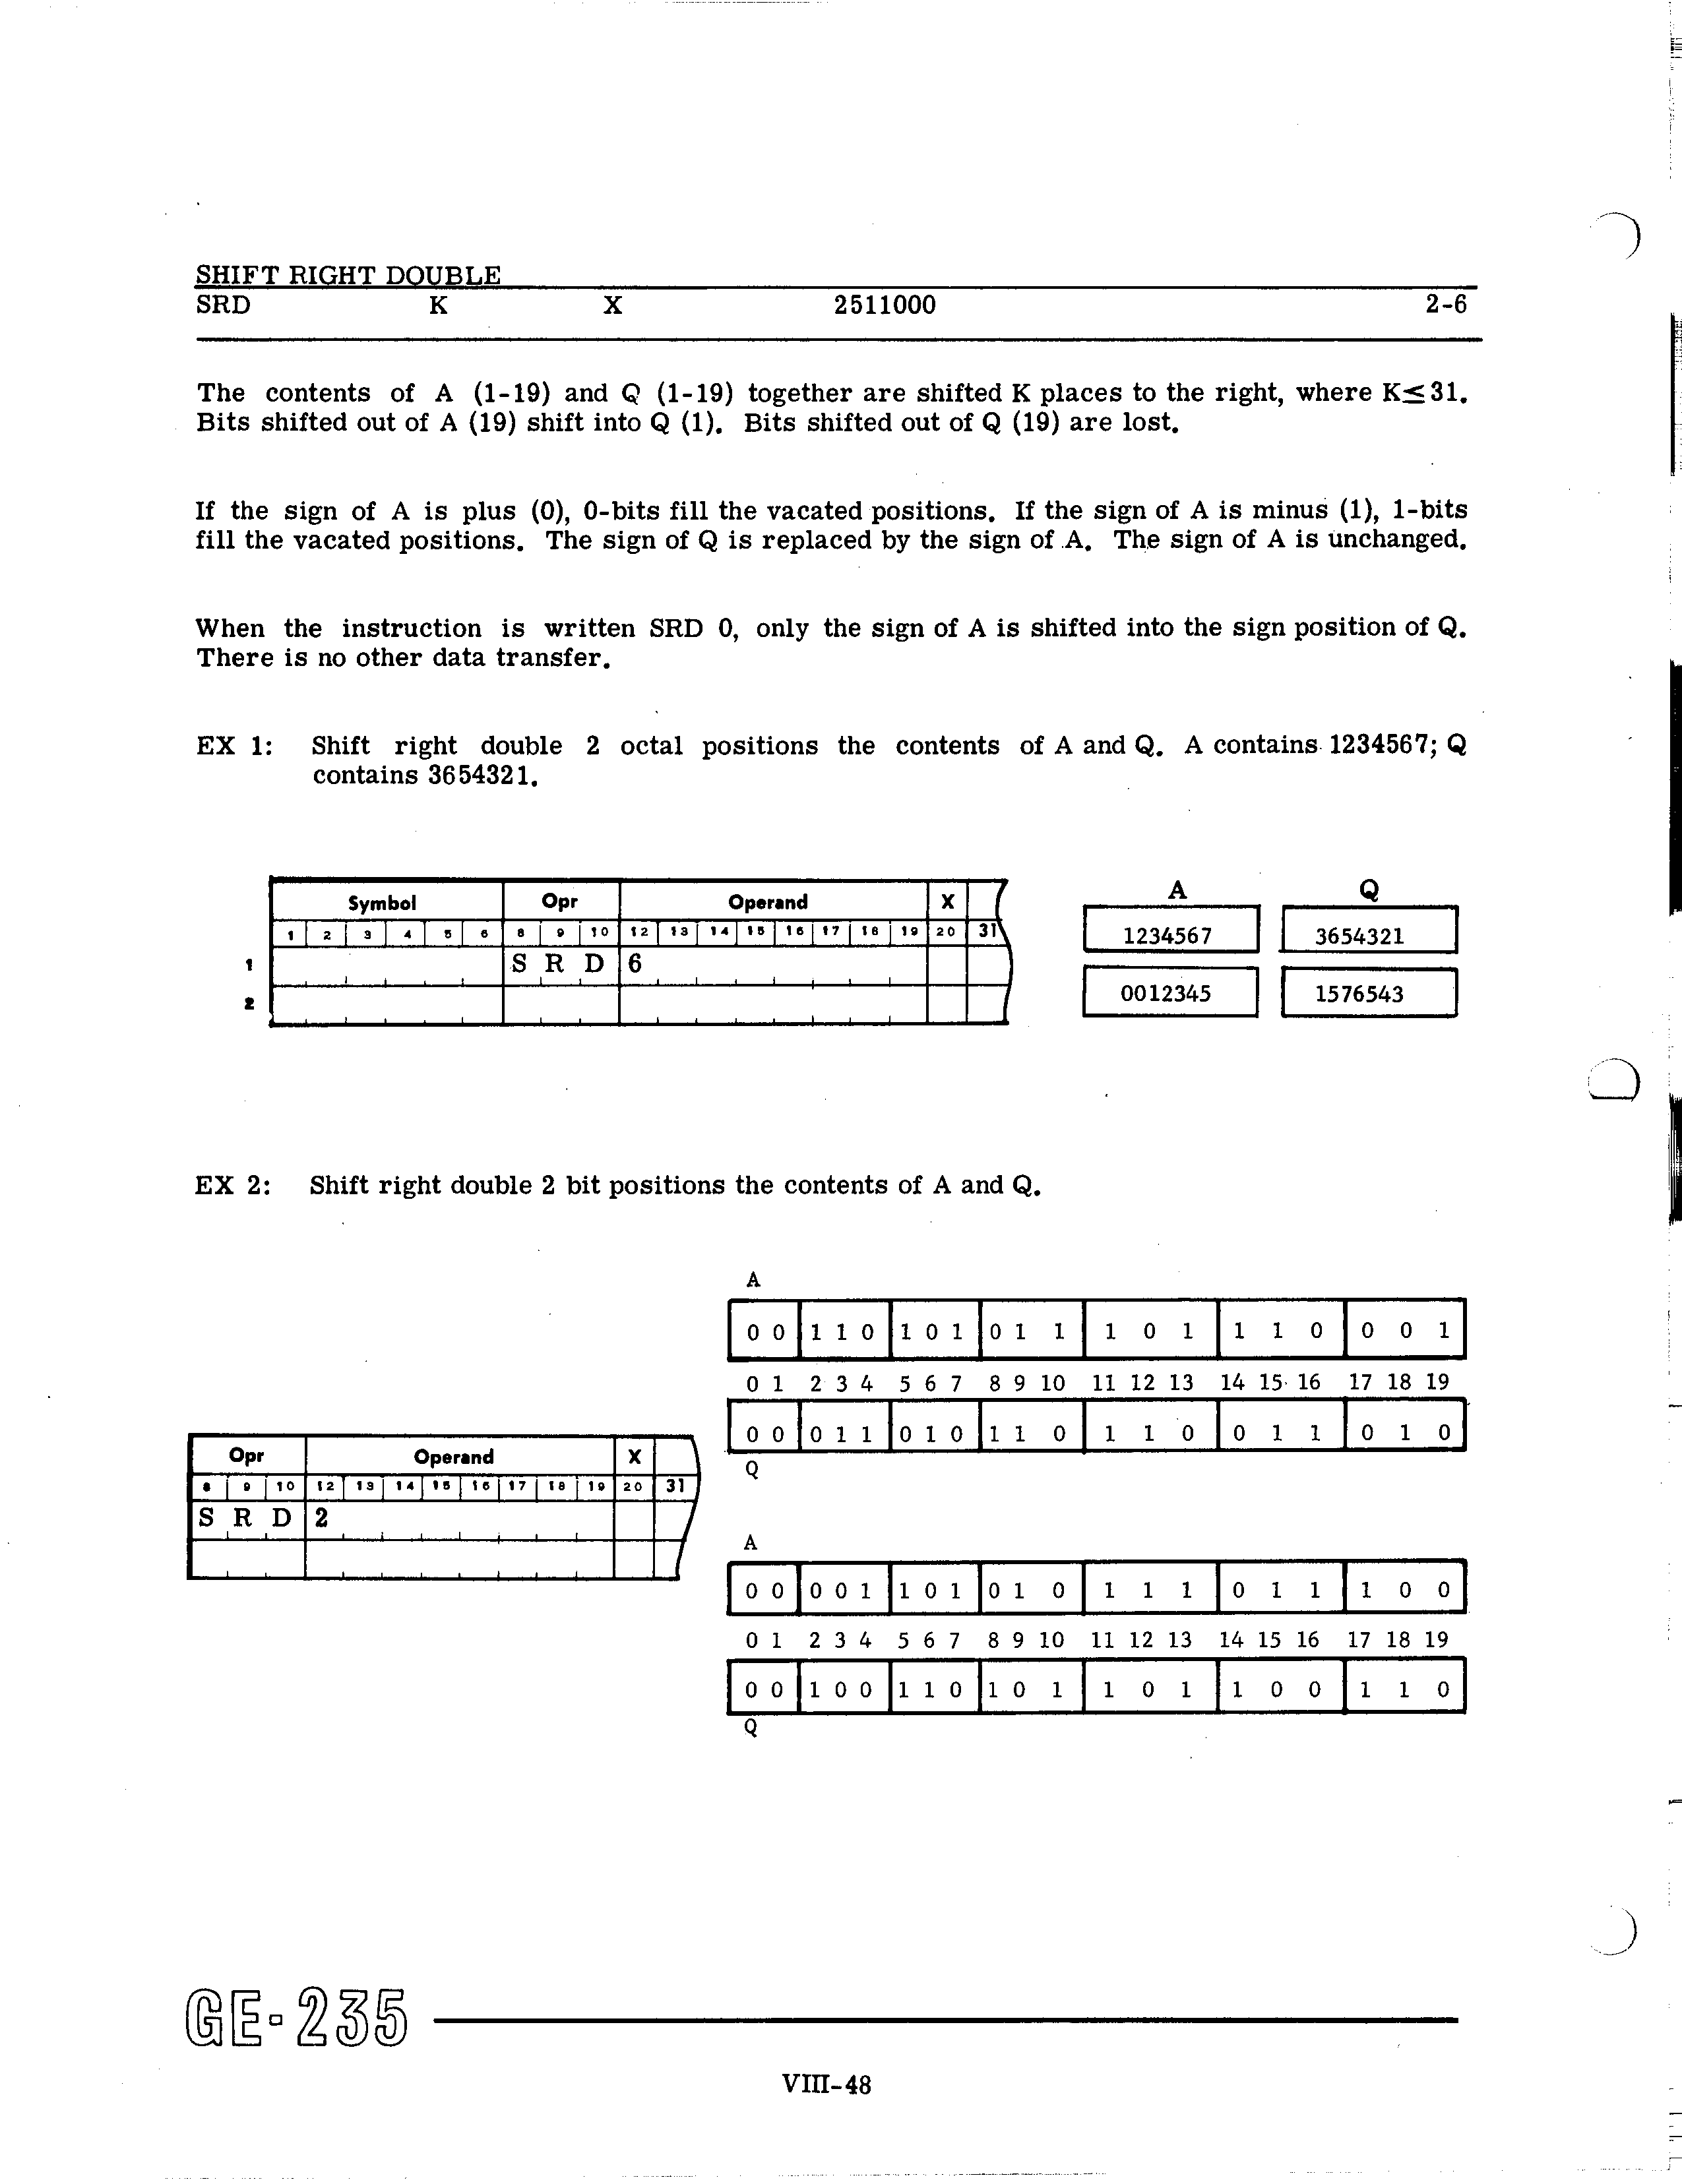 SHIFT RIGHT DOUBLE
SRD K X 2511000 2-6
The contents of A (1-19) and Q (1-19) together are shifted K places to the right, where K≤31.
Bits shifted out of A (19) shift into Q (1). Bits shifted out of Q (19) are lost.
If the sign of A is plus (0), 0-bits fill the vacated positions. If the sign of A is minus (1), 1-bits
fill the vacated positions. The sign of Q is replaced by the sign of A. The sign of A is unchanged.
When the instruction is written SRD 0, only the sign of A is shifted into the sign position of Q.
There is no other data transfer.
EX 1: Shift right double 2 octal positions the contents of A and Q. A contains 1234567; Q
contains 3654321.
Symbol Opr Operand X
1 2 3 4 5 6 8 9 10 12 13 14 15 16 17 18 19 20 31
1 S R D 6
2
A Q
1234567 3654321
0012345 1576543
EX 2: Shift right double 2 bit positions the contents of A and Q.
Opr Operand X
8 9 10 12 13 14 15 16 17 18 19 20 31
S R D 2
A
0 0 1 1 0 1 0 1 0 1 1 1 0 1 1 1 0 0 0 1
0 1 2 3 4 5 6 7 8 9 10 11 12 13 14 15 16 17 18 19
0 0 0 1 1 0 1 0 1 1 0 1 1 0 0 1 1 0 1 0
Q
A
0 0 0 0 1 1 0 1 0 1 0 1 1 1 0 1 1 1 0 0
0 1 2 3 4 5 6 7 8 9 10 11 12 13 14 15 16 17 18 19
0 0 1 0 0 1 1 0 1 0 1 1 0 1 1 0 0 1 1 0
Q
GE-235
VIII-48